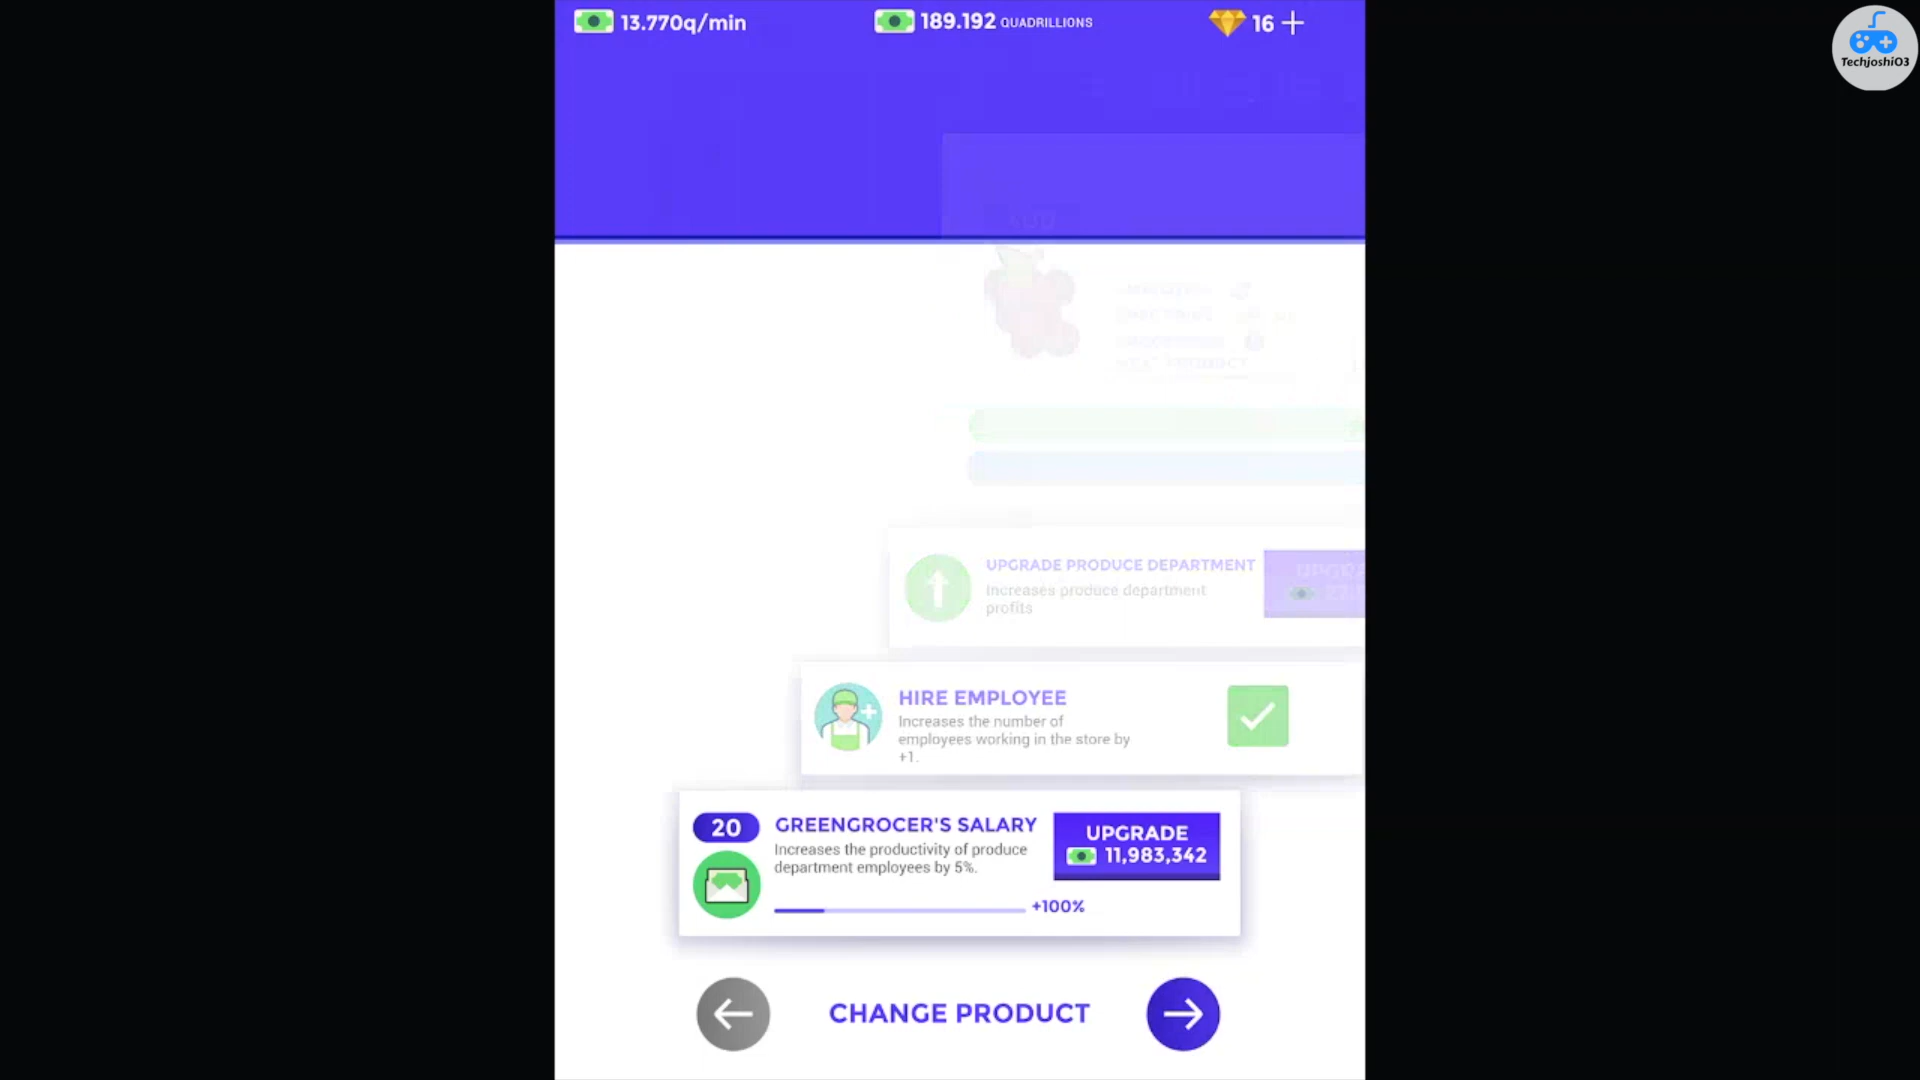 13.770q/min
189.192 QUADRILLIONS
16
TechjoshiO3
UPGRADE PRODUCE DEPARTMENT
Increases produce department
profits
HIRE EMPLOYEE
Increases the number of
employees working in the store by
+1.
20
GREENGROCER'S SALARY
Increases the productivity of produce
department employees by 5%.
UPGRADE
11,983,342
+100%
CHANGE PRODUCT